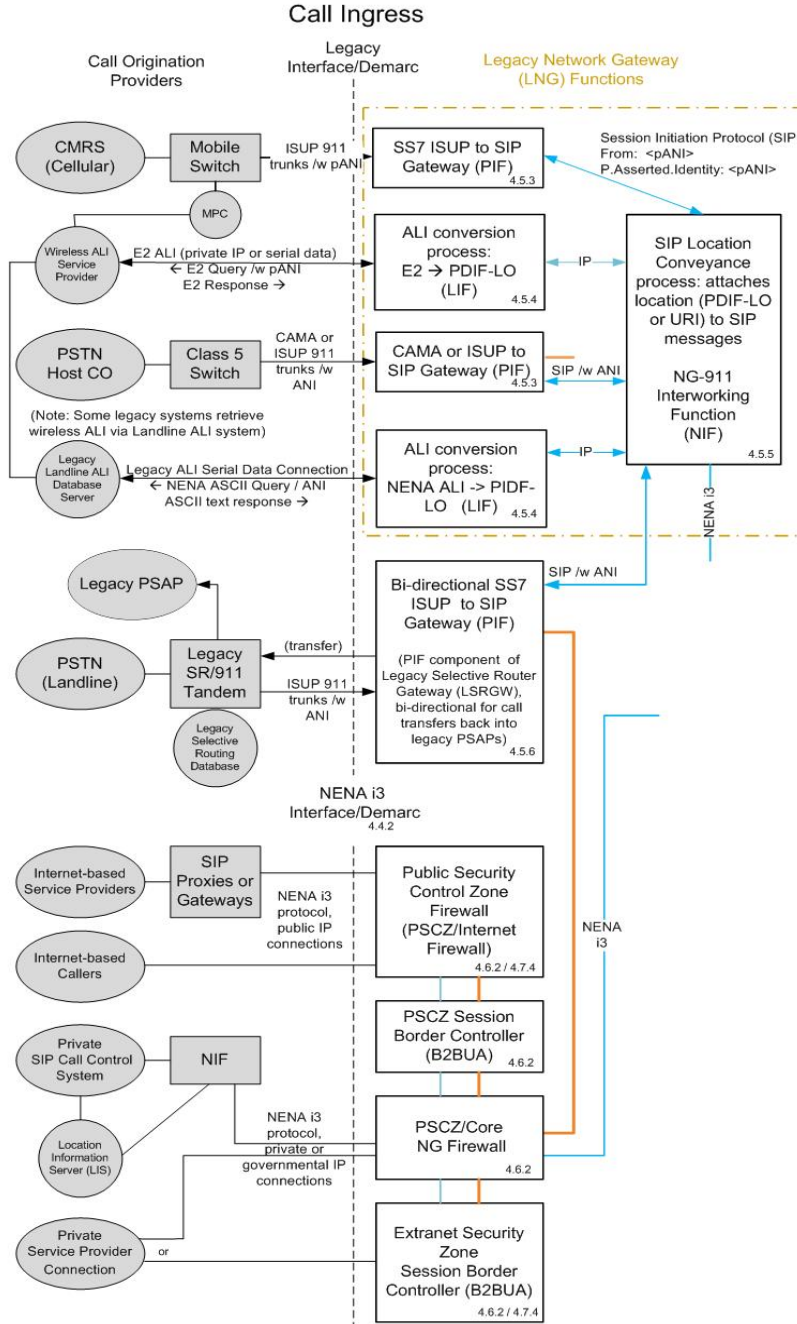 Call Ingress
Call Origination
Providers
Legacy
Interface/Demarc
Legacy Network Gateway
(LNG) Functions
CMRS
(Cellular)
Mobile
Switch
ISUP 911
trunks /w pANI
SS7 ISUP to SIP
Gateway (PIF)
4.5.3
Session Initiation Protocol (SIP
From: <pANI>
P.Asserted.Identity: <pANI>
MPC
Wireless ALI
Service
Provider
E2 ALI (private IP or serial data)
← E2 Query /w pANI
E2 Response →
ALI conversion
process:
E2 → PDIF-LO
(LIF)
4.5.4
IP
SIP Location
Conveyance
process: attaches
location (PDIF-LO
or URI) to SIP
messages
NG-911
Interworking
Function
(NIF)
4.5.5
PSTN
Host CO
Class 5
Switch
CAMA or
ISUP 911
trunks /w
ANI
CAMA or ISUP to
SIP Gateway (PIF)
4.5.3
SIP /w ANI
(Note: Some legacy systems retrieve
wireless ALI via Landline ALI system)
Legacy
Landline ALI
Database
Server
Legacy ALI Serial Data Connection
← NENA ASCII Query / ANI
ASCII text response →
ALI conversion
process:
NENA ALI -> PIDF-
LO (LIF)
4.5.4
IP
NENA i3
Legacy PSAP
SIP /w ANI
Bi-directional SS7
ISUP to SIP
Gateway (PIF)
(PIF component of
Legacy Selective Router
Gateway (LSRGW),
bi-directional for call
transfers back into
legacy PSAPs)
4.5.6
PSTN
(Landline)
Legacy
SR/911
Tandem
(transfer)
ISUP 911
trunks /w
ANI
Legacy
Selective
Routing
Database
NENA i3
Interface/Demarc
4.4.2
Internet-based
Service Providers
SIP
Proxies or
Gateways
NENA i3
protocol,
public IP
connections
Public Security
Control Zone
Firewall
(PSCZ/Internet
Firewall)
4.6.2 / 4.7.4
NENA
i3
Internet-based
Callers
PSCZ Session
Border Controller
(B2BUA)
4.6.2
Private
SIP Call Control
System
NIF
Location
Information
Server (LIS)
NENA i3
protocol,
private or
governmental IP
connections
PSCZ/Core
NG Firewall
4.6.2
Private
Service Provider
Connection
or
Extranet Security
Zone
Session Border
Controller (B2BUA)
4.6.2 / 4.7.4